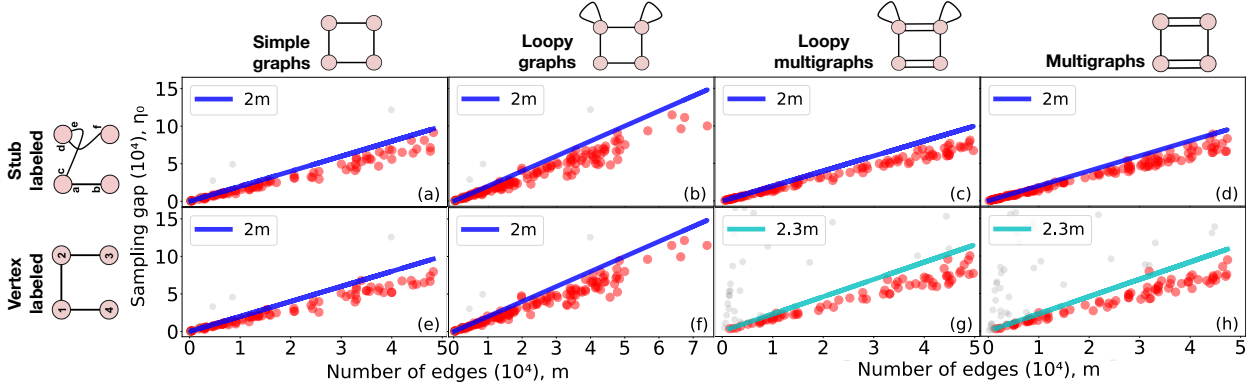 Simple
graphs
Loopy
graphs
Loopy
multigraphs
Multigraphs
Stub
labeled
d
e
f
c
a
b
Vertex
labeled
2
3
1
4
Sampling gap (10⁴), η₀
15
10
5
0
2m
(a)
2m
(b)
2m
(c)
2m
(d)
15
10
5
0
2m
(e)
2m
(f)
2.3m
(g)
2.3m
(h)
0 1 2 3 4 5
0 1 2 3 4 5 6 7
0 1 2 3 4 5
0 1 2 3 4 5
Number of edges (10⁴), m
Number of edges (10⁴), m